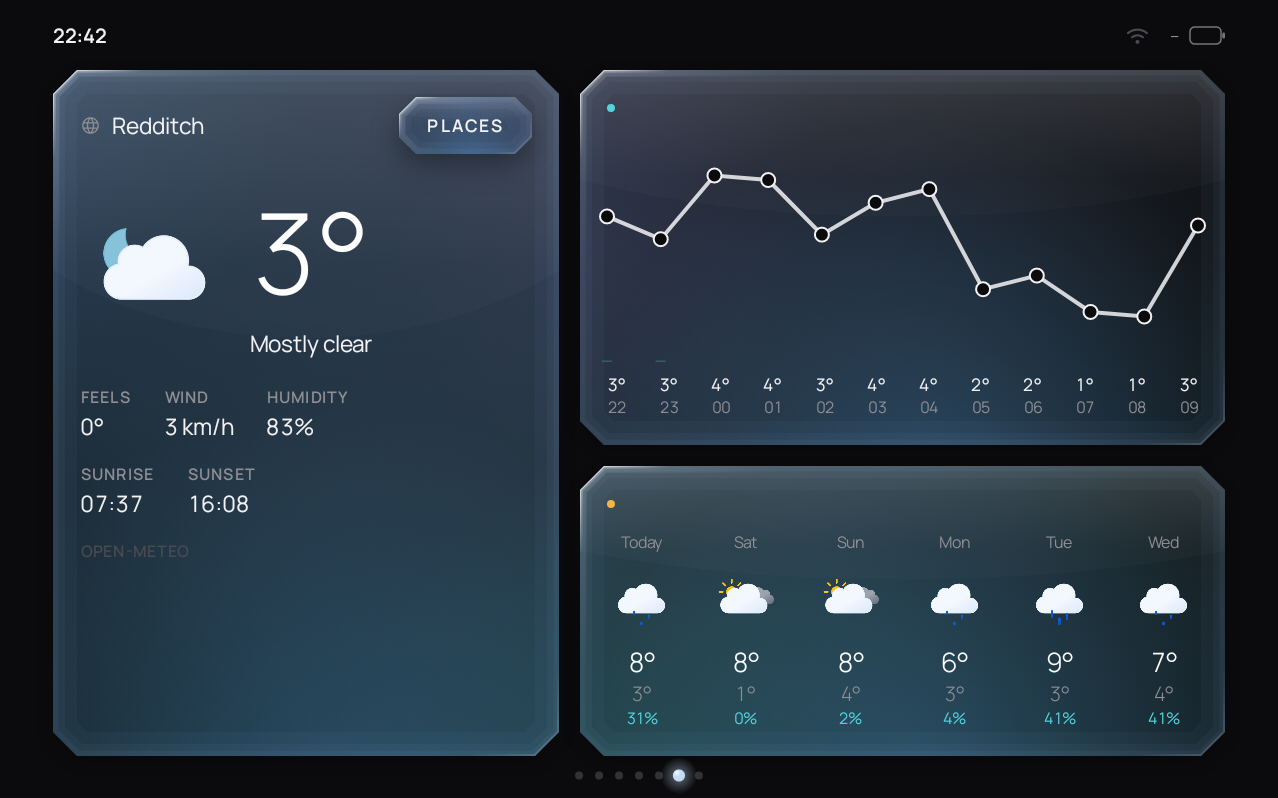 22:42
–
Redditch
PLACES
3°
Mostly clear
FEELS WIND HUMIDITY
0° 3 km/h 83%
SUNRISE SUNSET
07:37 16:08
OPEN-METEO
3° 3° 4° 4° 3° 4° 4° 2° 2° 1° 1° 3°
22 23 00 01 02 03 04 05 06 07 08 09
Today Sat Sun Mon Tue Wed
8° 8° 8° 6° 9° 7°
3° 1° 4° 3° 3° 4°
31% 0% 2% 4% 41% 41%